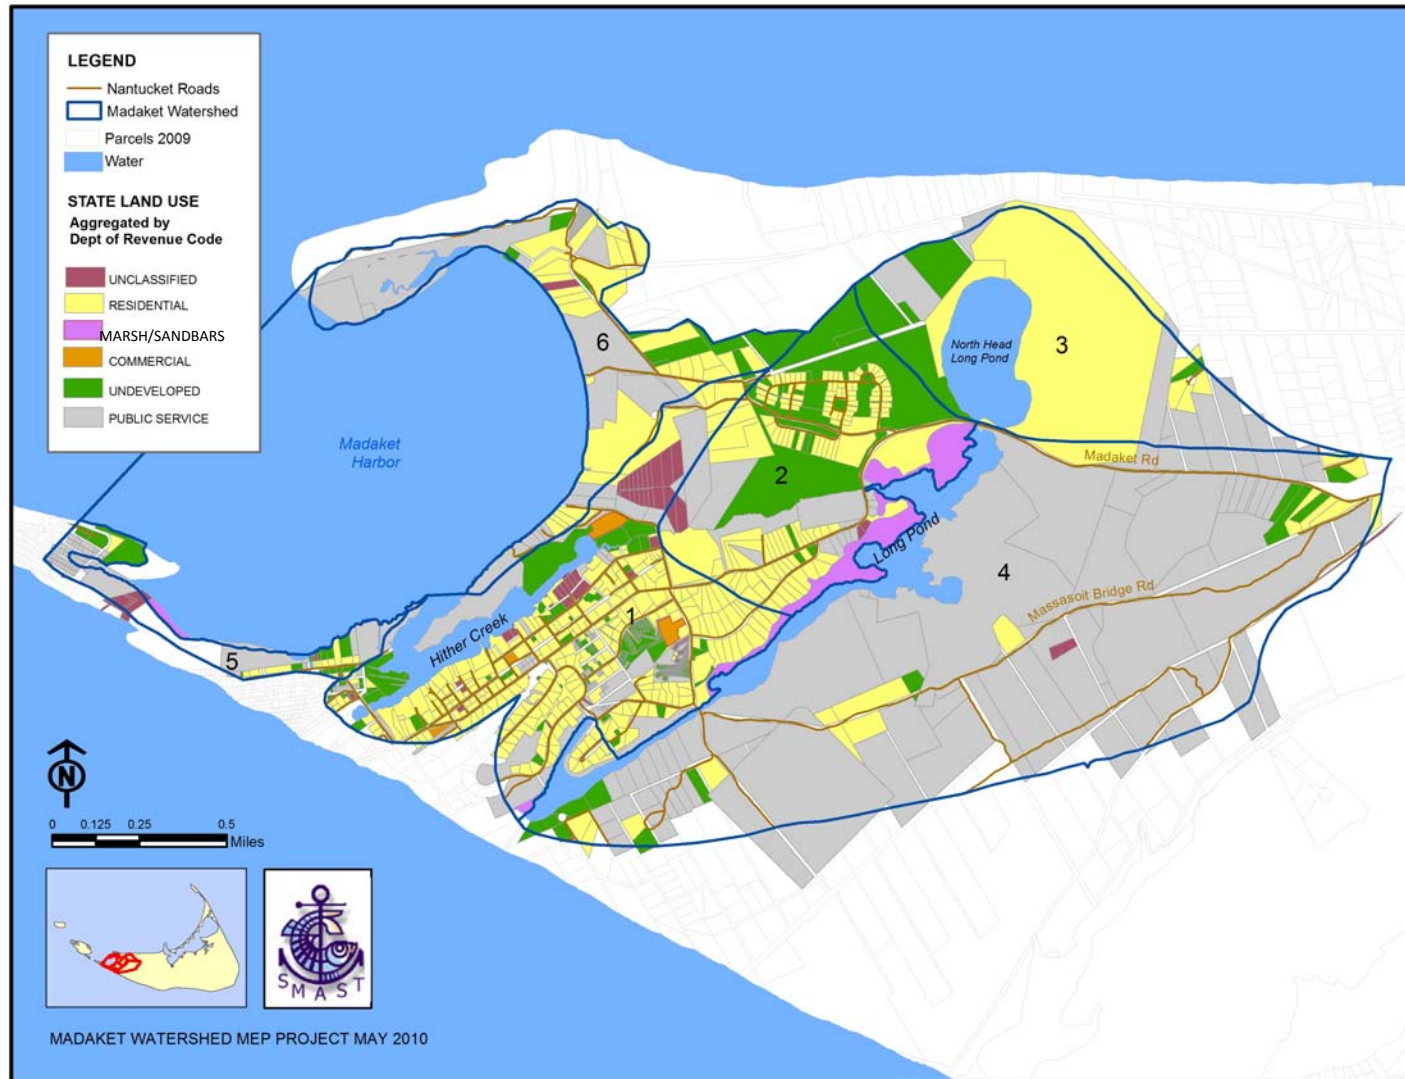 LEGEND
Nantucket Roads
Madaket Watershed
Parcels 2009
Water
STATE LAND USE
Aggregated by
Dept of Revenue Code
UNCLASSIFIED
RESIDENTIAL
MARSH/SANDBARS
COMMERCIAL
UNDEVELOPED
PUBLIC SERVICE
6
North Head
Long Pond
3
Madaket
Harbor
Madaket Rd
2
Long Pond
4
Massasoit Bridge Rd
1
Hither Creek
5
N
0 0.125 0.25 0.5
Miles
SMAST
MADAKET WATERSHED MEP PROJECT MAY 2010